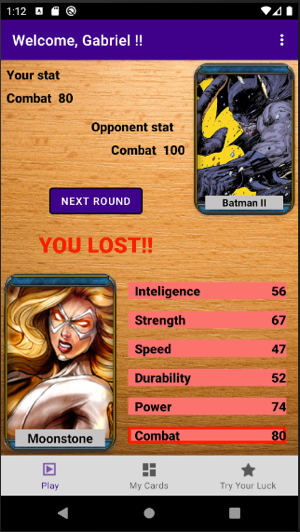 1:12
Welcome, Gabriel !!
Your stat
Combat 80
Opponent stat
Combat 100
Batman II
NEXT ROUND
YOU LOST!!
Inteligence 56
Strength 67
Speed 47
Durability 52
Power 74
Combat 80
Moonstone
Play
My Cards
Try Your Luck